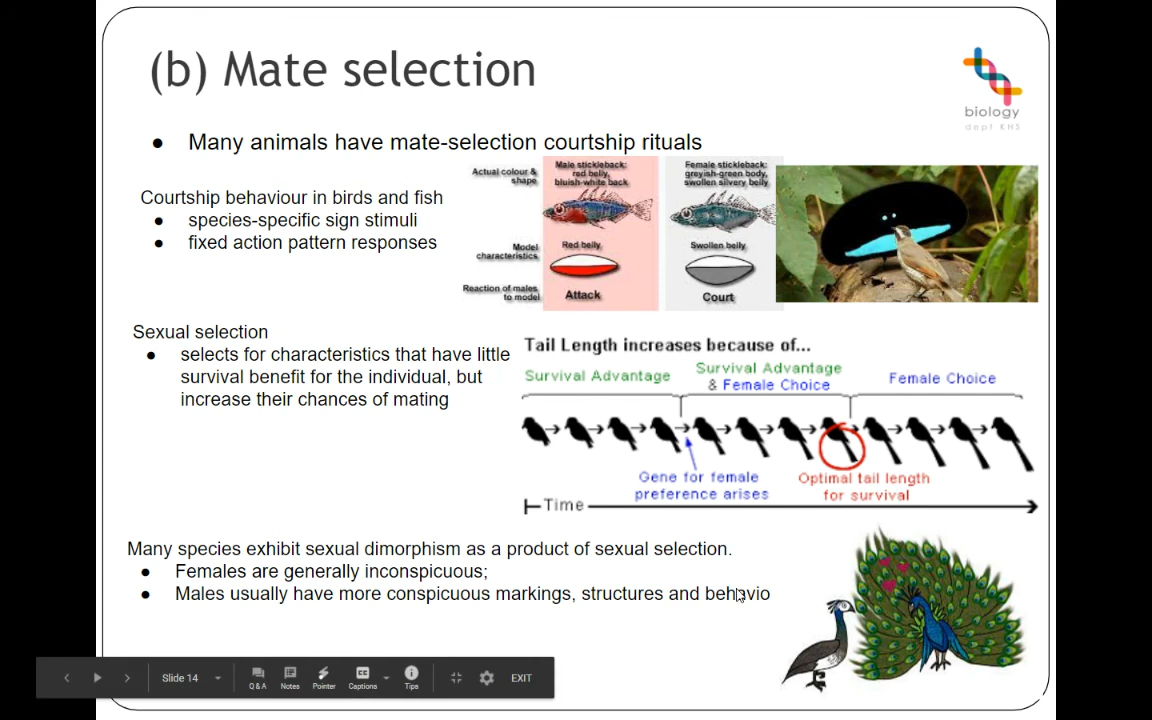 (b) Mate selection
biology
dept KHS
● Many animals have mate-selection courtship rituals
Courtship behaviour in birds and fish
● species-specific sign stimuli
● fixed action pattern responses
Actual colour &
shape
Male stickleback:
red belly,
bluish-white back
Female stickleback:
greyish-green body,
swollen silvery belly
Model
characteristics
Red belly
Swollen belly
Reaction of males
to model
Attack
Court
Sexual selection
● selects for characteristics that have little
survival benefit for the individual, but
increase their chances of mating
Tail Length increases because of...
Survival Advantage
Survival Advantage
& Female Choice
Female Choice
Gene for female
preference arises
Optimal tail length
for survival
Time
Many species exhibit sexual dimorphism as a product of sexual selection.
● Females are generally inconspicuous;
● Males usually have more conspicuous markings, structures and behavio
Slide 14
Q & A
Notes
Pointer
CC
Captions
Tips
EXIT